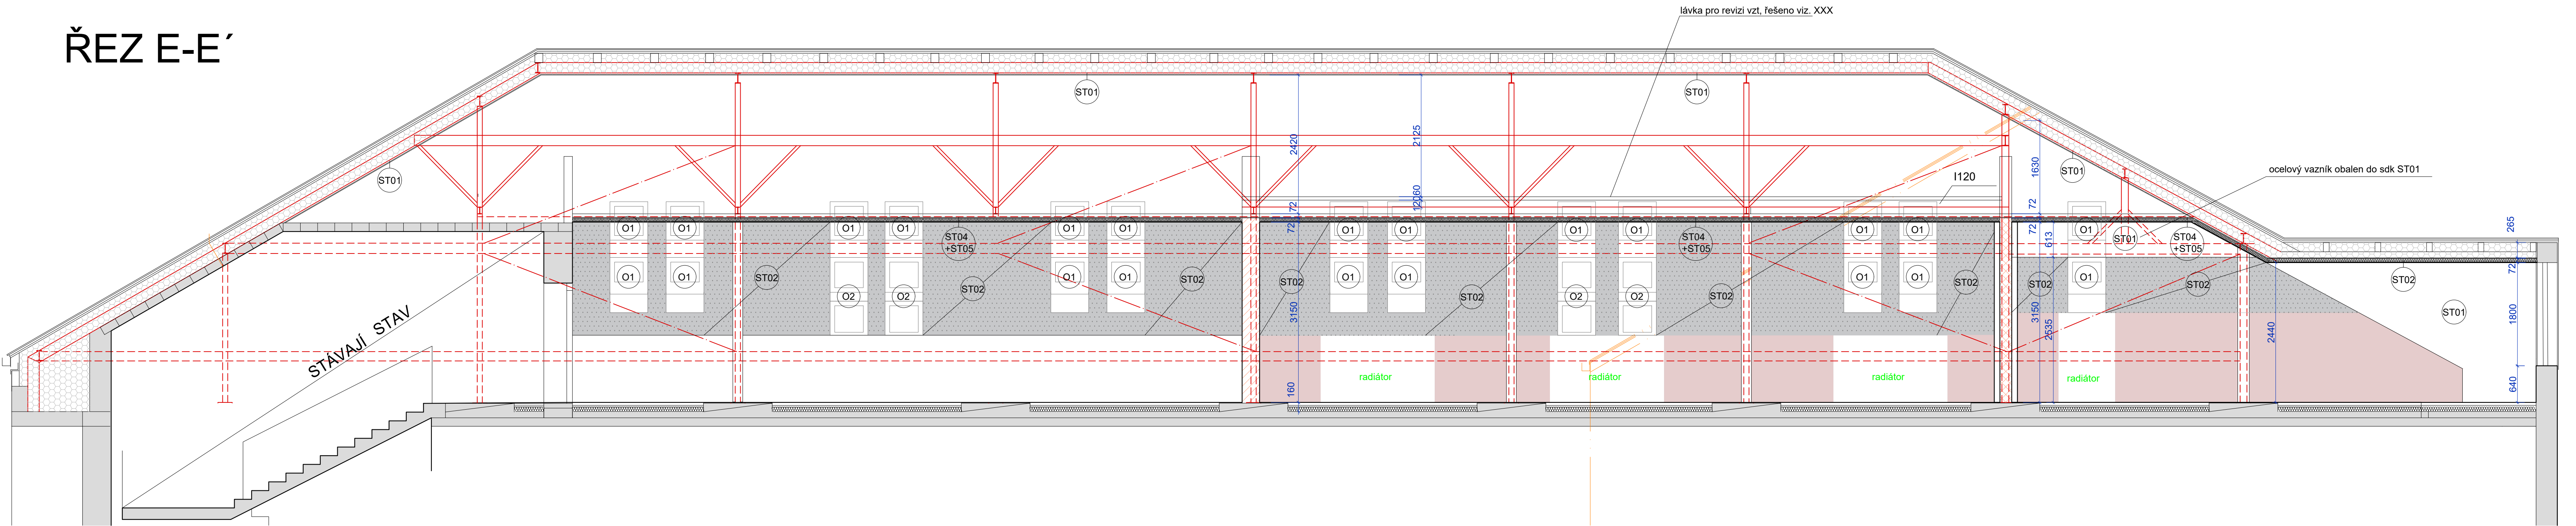 ŘEZ E-E´
lávka pro revizi vzt, řešeno viz. XXX
ST01
ST01
ST01
ST01
I120
ocelový vazník obalen do sdk ST01
2420
2125
1630
72
1260
72
72
72
613
265
72
STÁVAJÍ STAV
O1
O1
O1
O1
O1
O1
O1
O1
O1
O1
O1
O1
O1
ST04
+ST05
ST04
+ST05
ST01
ST04
+ST05
O1
O1
O1
O1
O1
O1
O1
O1
O1
O2
O2
O2
O2
ST02
ST02
ST02
ST02
ST02
ST02
ST02
ST02
ST02
ST02
ST01
3150
3150
2535
2440
1800
640
160
radiátor
radiátor
radiátor
radiátor